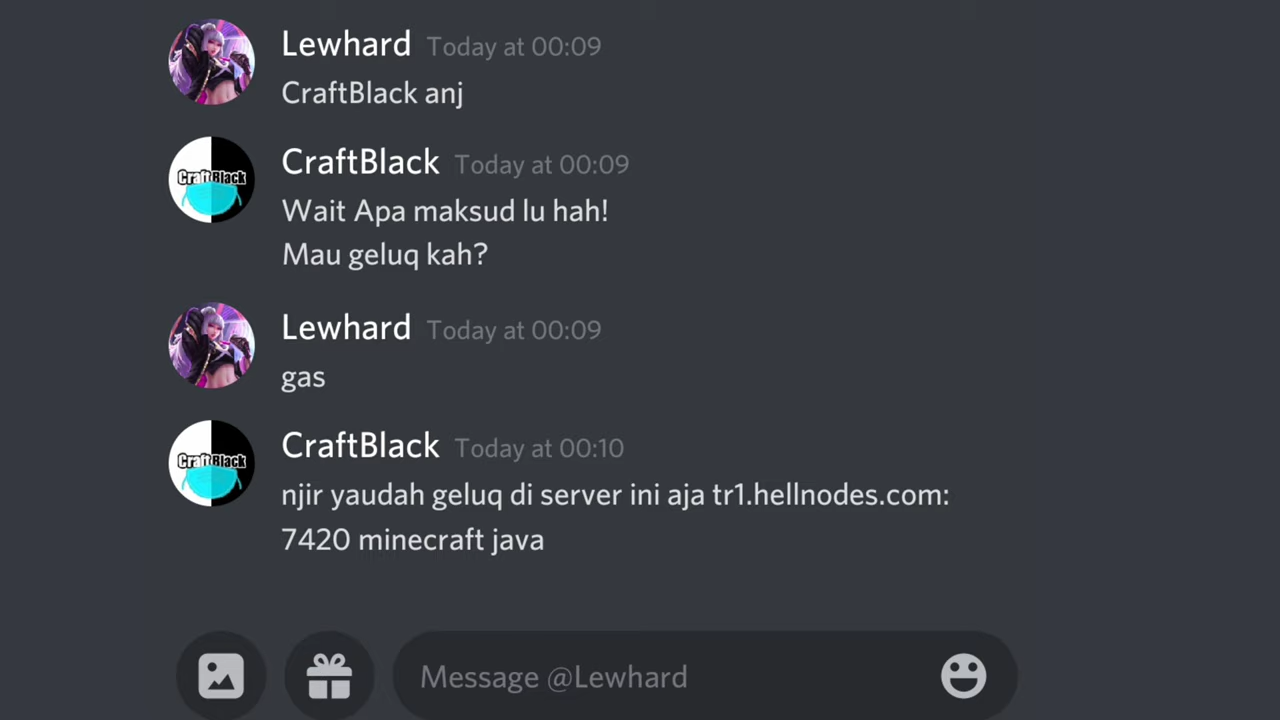 Lewhard Today at 00:09
CraftBlack anj
CraftBlack
CraftBlack Today at 00:09
Wait Apa maksud lu hah!
Mau geluq kah?
Lewhard Today at 00:09
gas
CraftBlack
CraftBlack Today at 00:10
njir yaudah geluq di server ini aja tr1.hellnodes.com:
7420 minecraft java
Message @Lewhard